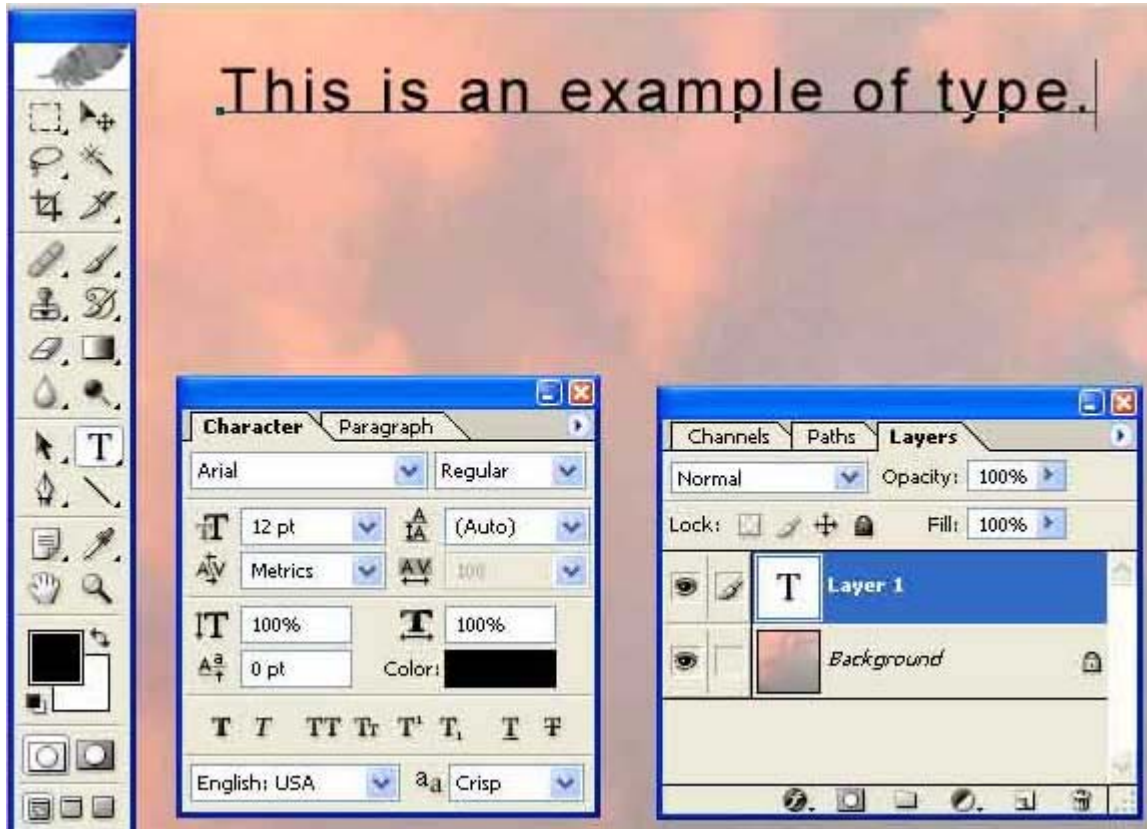 This is an example of type.
Character Paragraph
Arial Regular
12 pt (Auto)
Metrics 100
100% 100%
0 pt Color:
T T TT Tr T¹ T₁ T T
English: USA aa Crisp
Channels Paths Layers
Normal Opacity: 100%
Lock: Fill: 100%
T Layer 1
Background